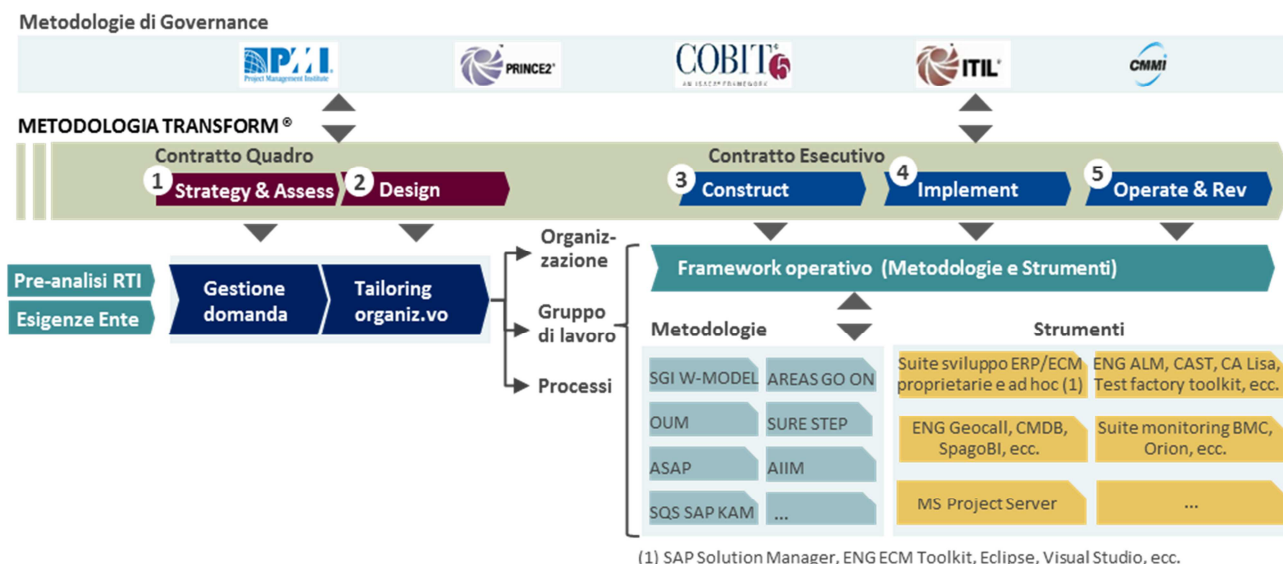 Metodologie di Governance
PMI®
Project Management Institute
PRINCE2®
COBIT® 5
AN ISACA® FRAMEWORK
ITIL®
CMMI
METODOLOGIA TRANSFORM ®
Contratto Quadro
Contratto Esecutivo
1 Strategy & Assess
2 Design
3 Construct
4 Implement
5 Operate & Rev
Pre-analisi RTI
Esigenze Ente
Gestione
domanda
Tailoring
organiz.vo
Organiz-
zazione
Gruppo
di lavoro
Processi
Framework operativo (Metodologie e Strumenti)
Metodologie
SGI W-MODEL
AREAS GO ON
OUM
SURE STEP
ASAP
AIIM
SQS SAP KAM
...
Strumenti
Suite sviluppo ERP/ECM
proprietarie e ad hoc (1)
ENG ALM, CAST, CA Lisa,
Test factory toolkit, ecc.
ENG Geocall, CMDB,
SpagoBI, ecc.
Suite monitoring BMC,
Orion, ecc.
MS Project Server
...
(1) SAP Solution Manager, ENG ECM Toolkit, Eclipse, Visual Studio, ecc.